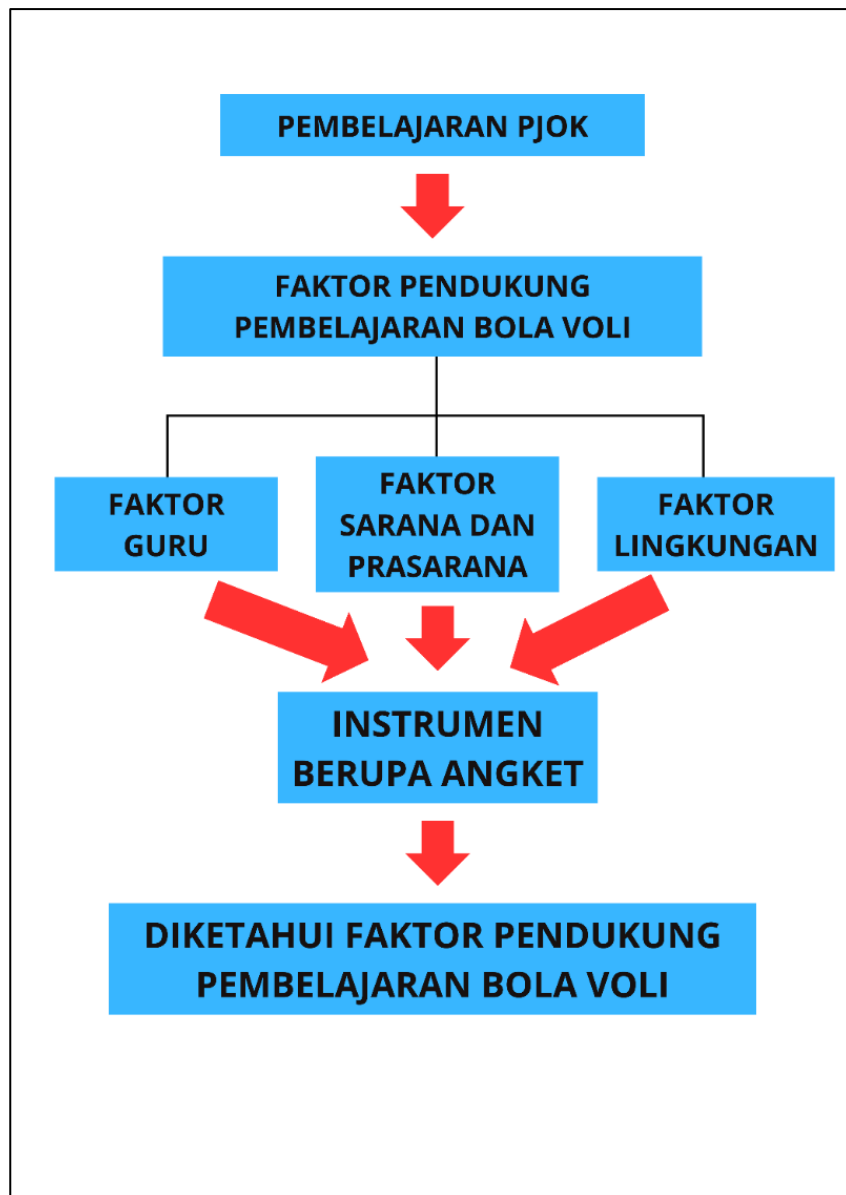 PEMBELAJARAN PJOK
FAKTOR PENDUKUNG
PEMBELAJARAN BOLA VOLI
FAKTOR
GURU
FAKTOR
SARANA DAN
PRASARANA
FAKTOR
LINGKUNGAN
INSTRUMEN
BERUPA ANGKET
DIKETAHUI FAKTOR PENDUKUNG
PEMBELAJARAN BOLA VOLI